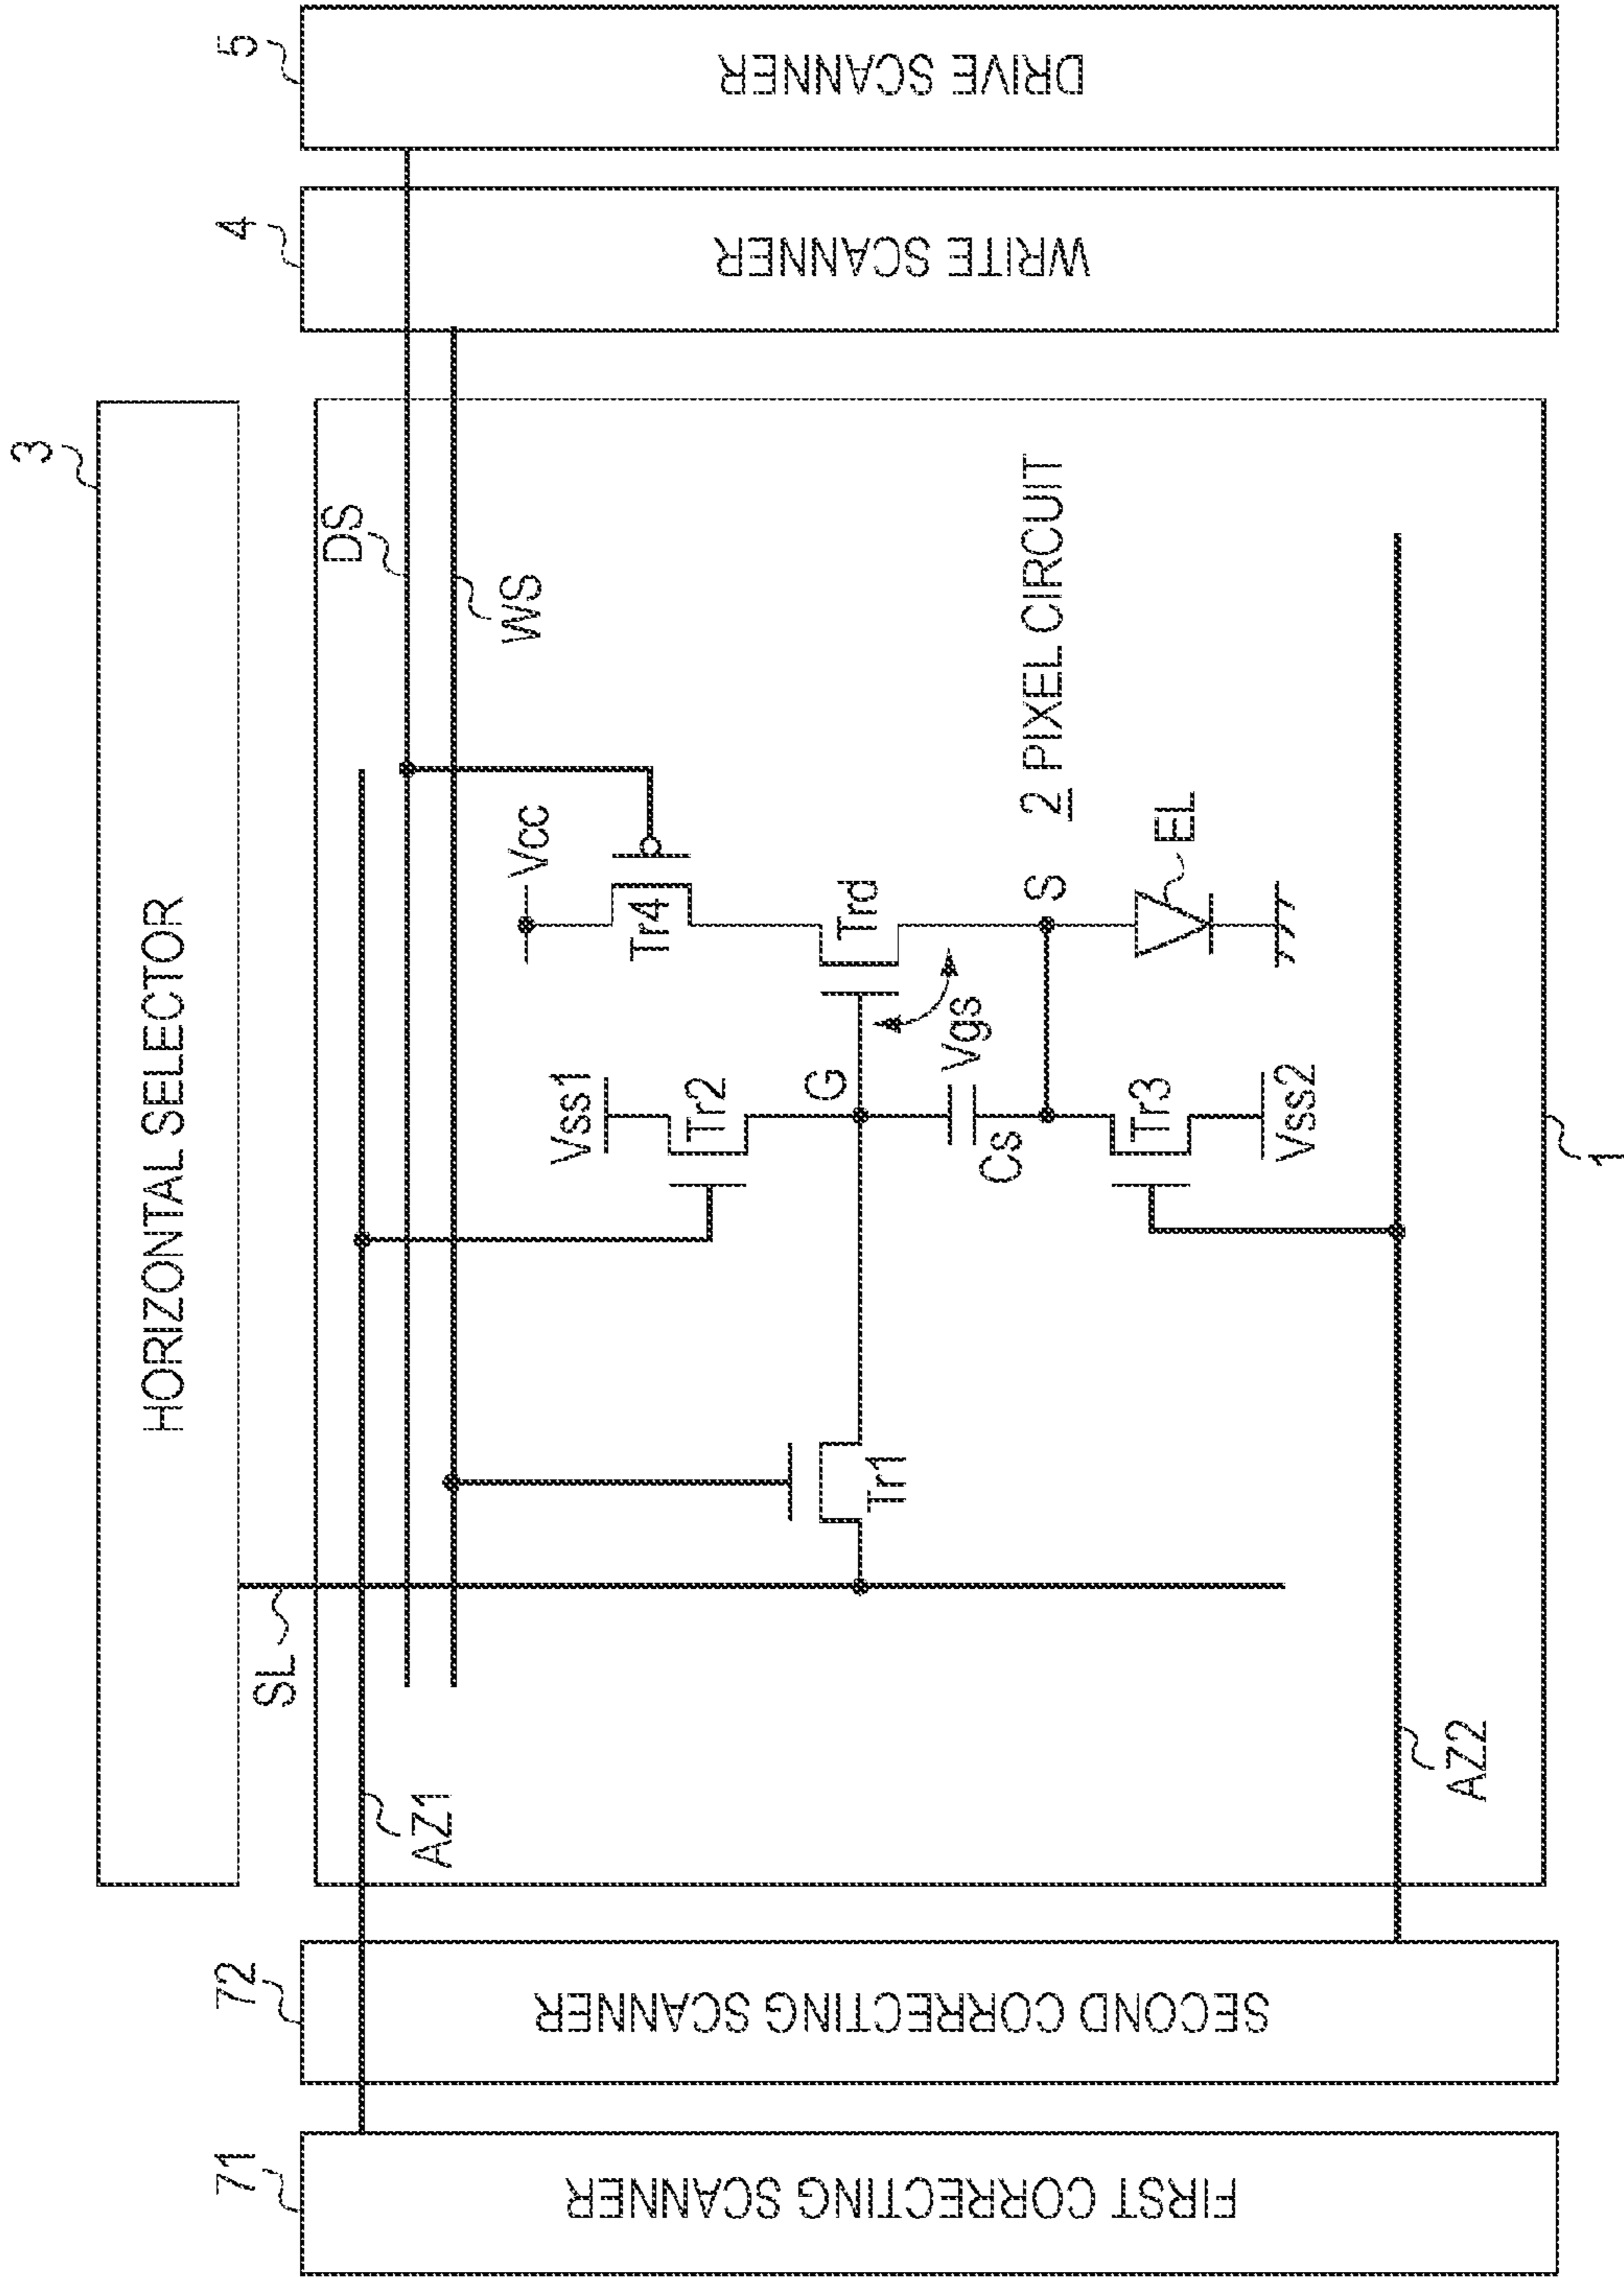 3
HORIZONTAL SELECTOR
71
72
4
5
SL
DS
AZ1
WS
Vcc
Vss1
Tr4
Tr2
G
Trd
Tr1
Vgs
Cs
S
2 PIXEL CIRCUIT
Tr3
EL
Vss2
AZ2
1
FIRST CORRECTING SCANNER
SECOND CORRECTING SCANNER
WRITE SCANNER
DRIVE SCANNER